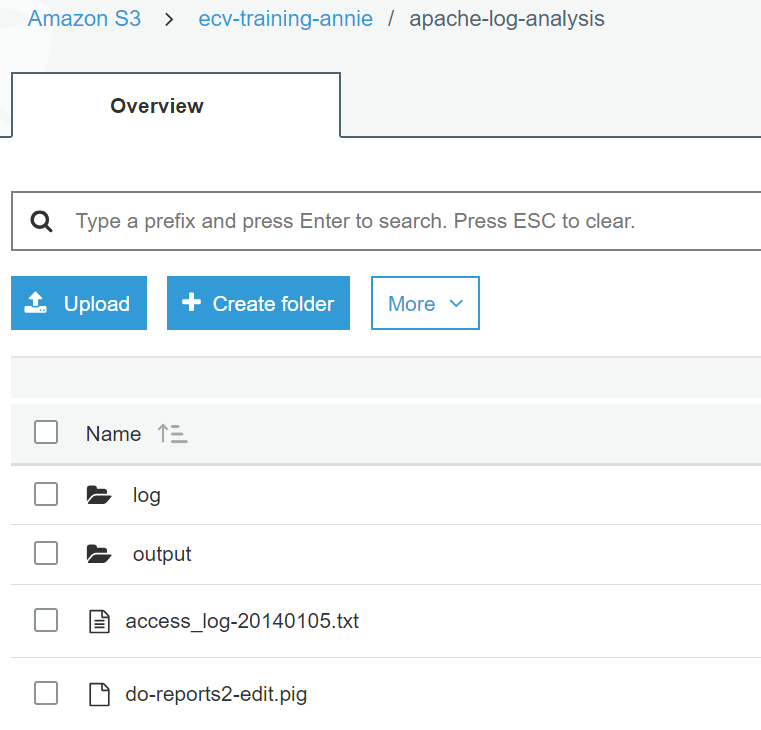 Amazon S3 > ecv-training-annie / apache-log-analysis
Overview
Type a prefix and press Enter to search. Press ESC to clear.
Upload + Create folder More
Name
log
output
access_log-20140105.txt
do-reports2-edit.pig